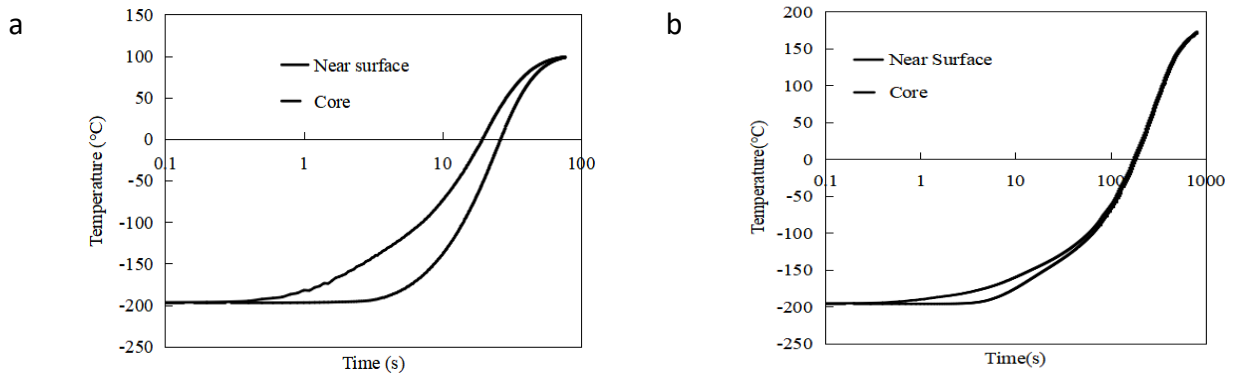 a
150
100
50
0
-50
-100
-150
-200
-250
0.1 1 10 100
Near surface
Core
Temperature (°C)
Time (s)
b
200
150
100
50
0
-50
-100
-150
-200
-250
0.1 1 10 100 1000
Near Surface
Core
Temperature(°C)
Time(s)